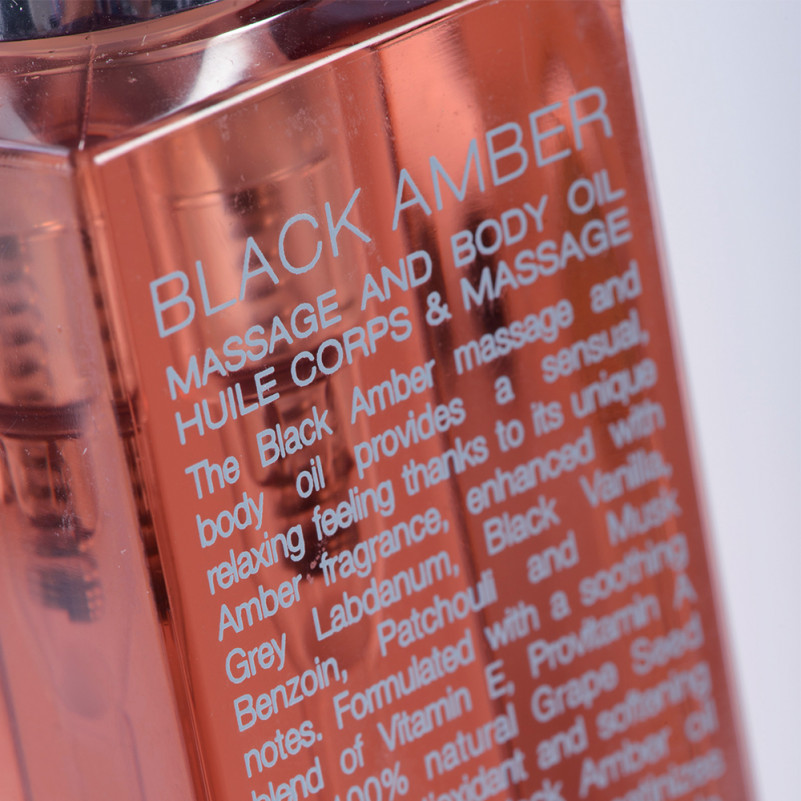 BLACK AMBER
MASSAGE AND BODY OIL
HUILE CORPS & MASSAGE
The Black Amber massage and
body oil provides a sensual,
relaxing feeling thanks to its unique
Amber fragrance, enhanced with
Grey Labdanum, Black Vanilla,
Benzoin, Patchouli and Musk
notes. Formulated with a soothing
blend of Vitamin E, Provitamin A
100% natural Grape Seed
and softening
Amber oil